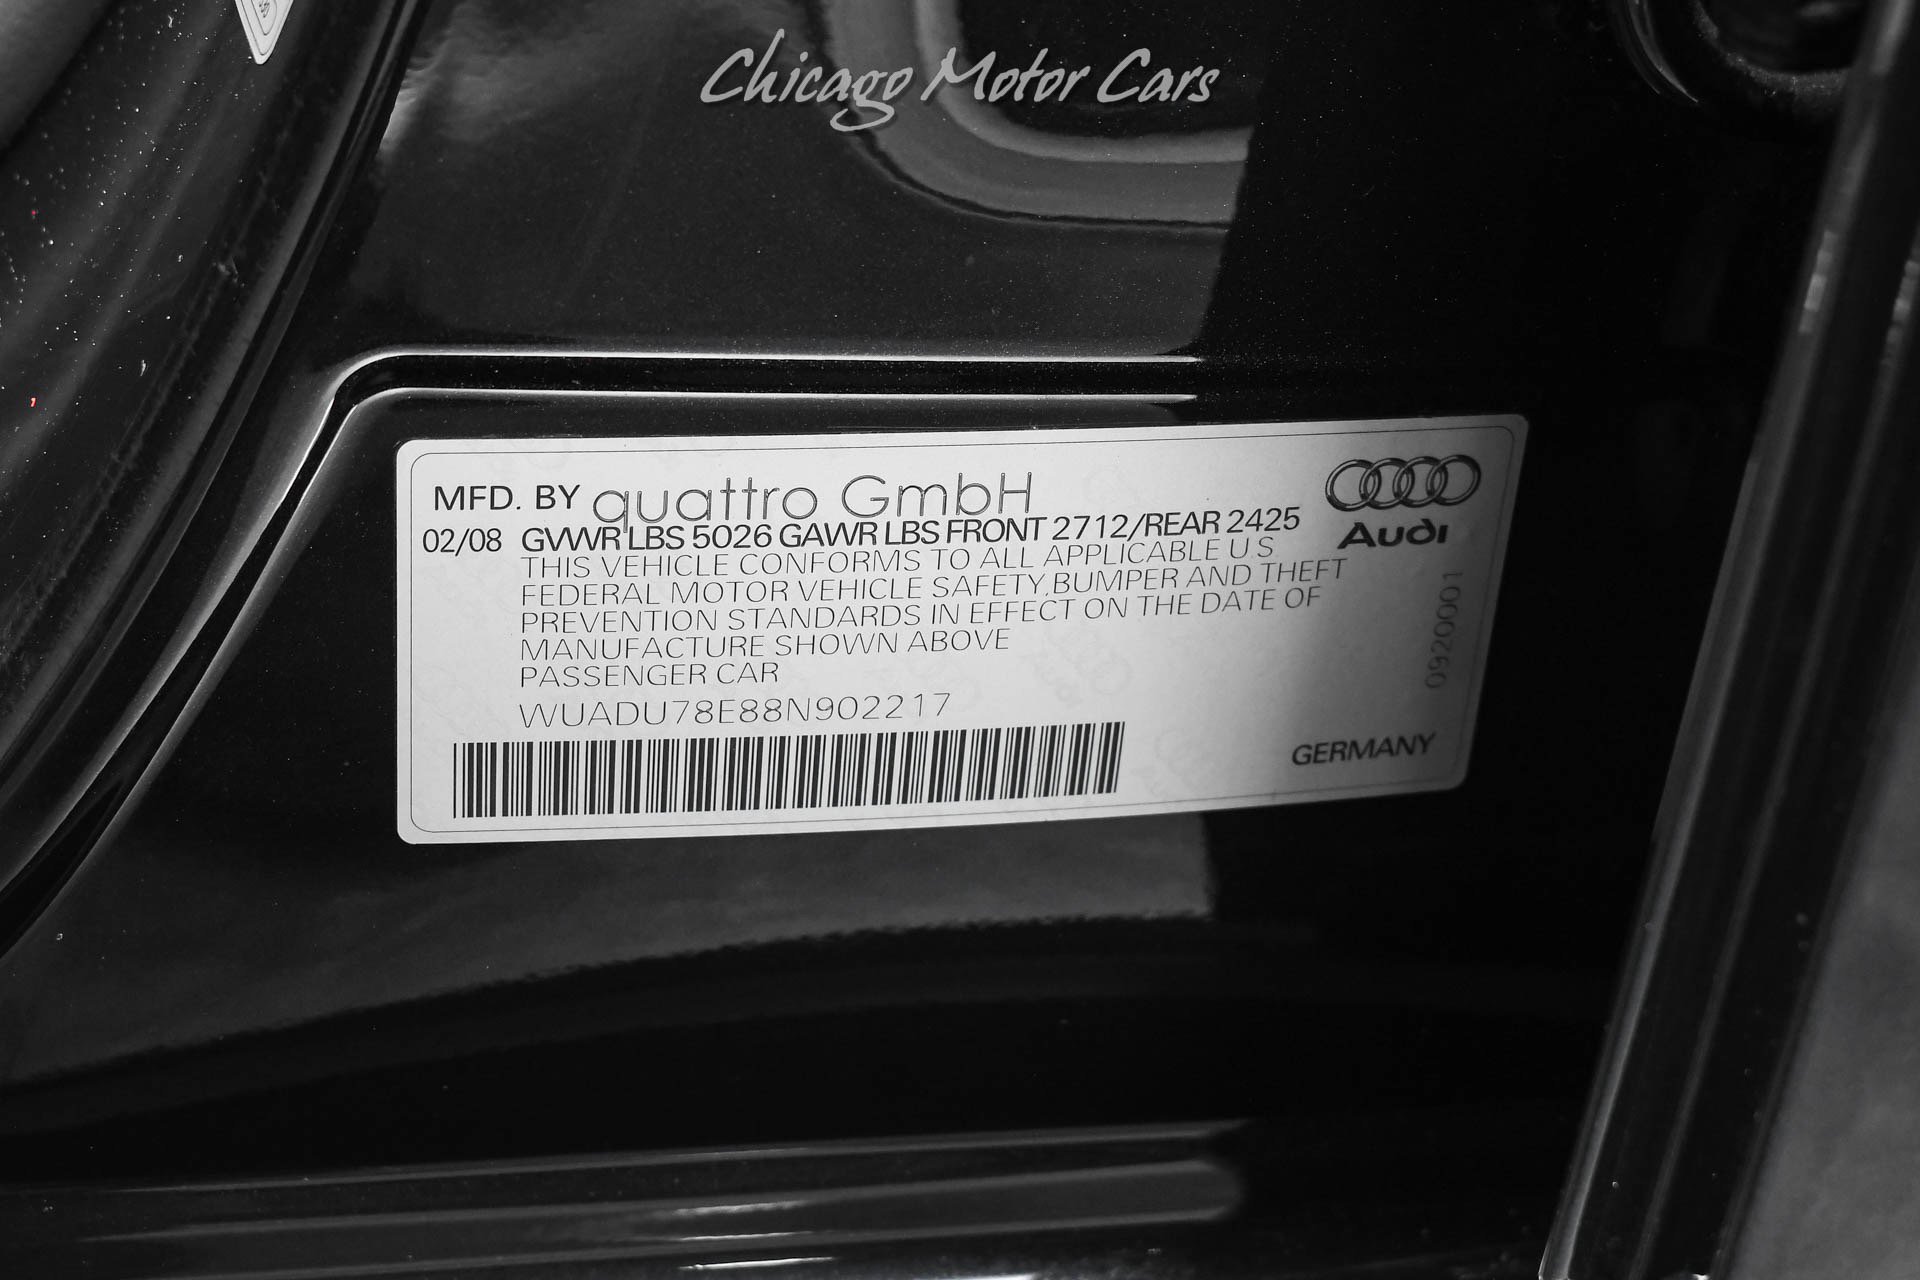 Chicago Motor Cars
MFD. BY quattro GmbH
Audi
02/08 GVWR LBS 5026 GAWR LBS FRONT 2712/REAR 2425
THIS VEHICLE CONFORMS TO ALL APPLICABLE U.S.
FEDERAL MOTOR VEHICLE SAFETY,BUMPER AND THEFT
PREVENTION STANDARDS IN EFFECT ON THE DATE OF
MANUFACTURE SHOWN ABOVE
PASSENGER CAR
WUADU78E88N902217
0920001
GERMANY